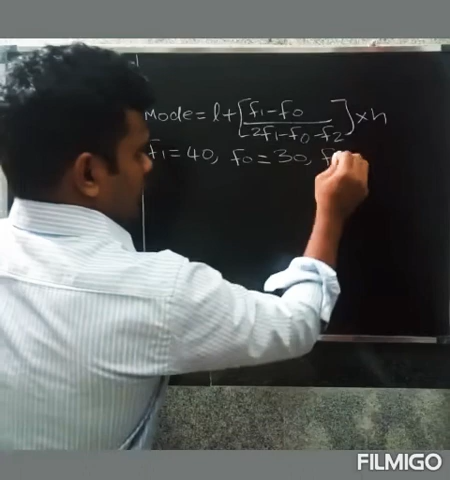 Mode = l + [f₁ - f₀ / 2f₁ - f₀ - f₂] × h
f₁ = 40, f₀ = 30, f
FILMIGO